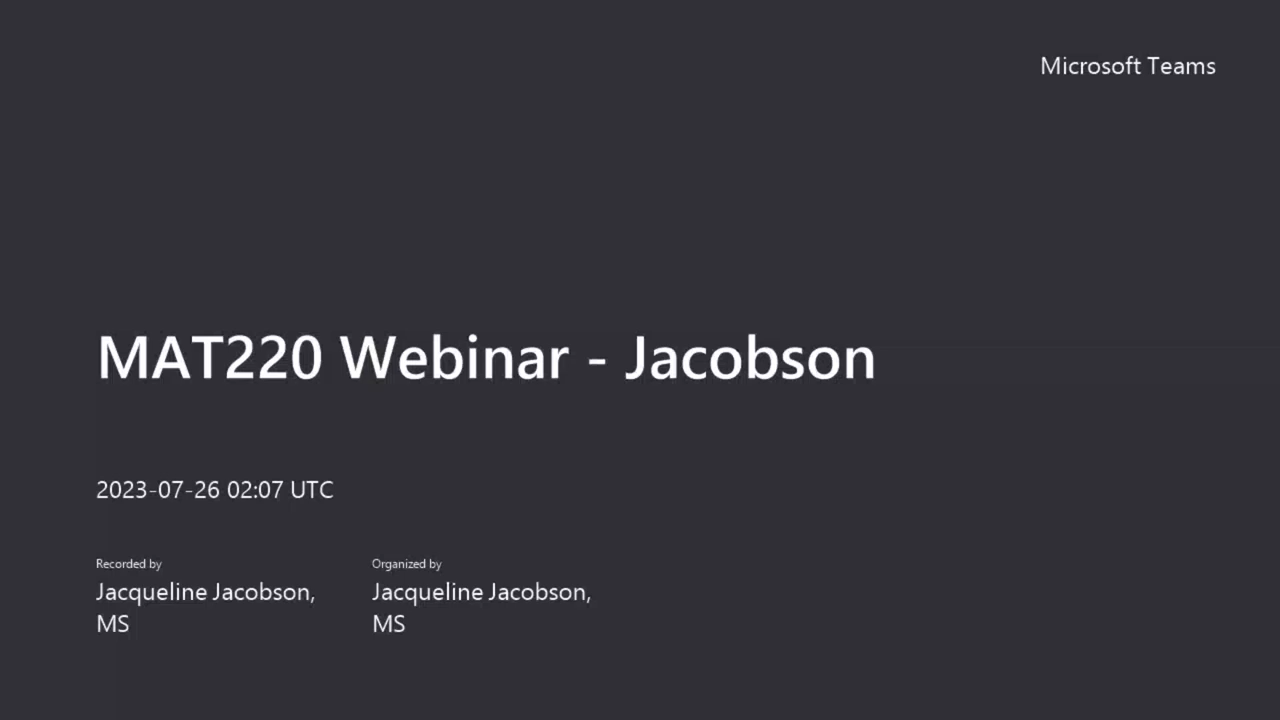 Microsoft Teams
MAT220 Webinar - Jacobson
2023-07-26 02:07 UTC
Recorded by
Jacqueline Jacobson,
MS
Organized by
Jacqueline Jacobson,
MS